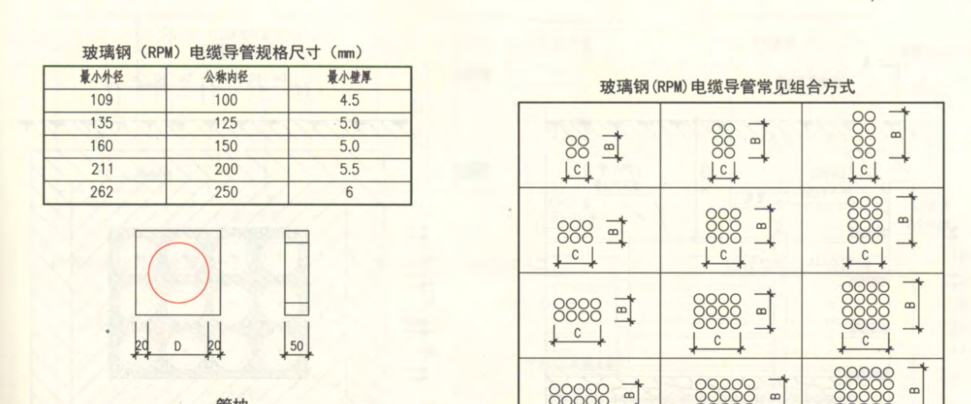 玻璃钢（RPM）电缆导管规格尺寸（mm）
最小外径 公称内径 最小壁厚
109 100 4.5
135 125 5.0
160 150 5.0
211 200 5.5
262 250 6
20 D 20 50
玻璃钢(RPM)电缆导管常见组合方式
B B B
C C C
B B B
C C C
B B B
C C C
B B B